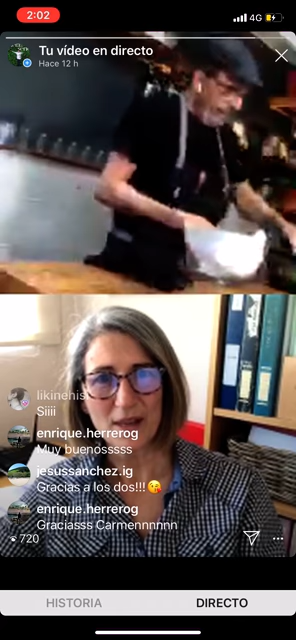 2:02
4G
Tu vídeo en directo
Hace 12 h
likinehis
Siiii
enrique.herrerog
Muy buenosssss
jesussanchez.ig
Gracias a los dos!!!😘
enrique.herrerog
Graciasss Carmennnnnn
720
HISTORIA
DIRECTO